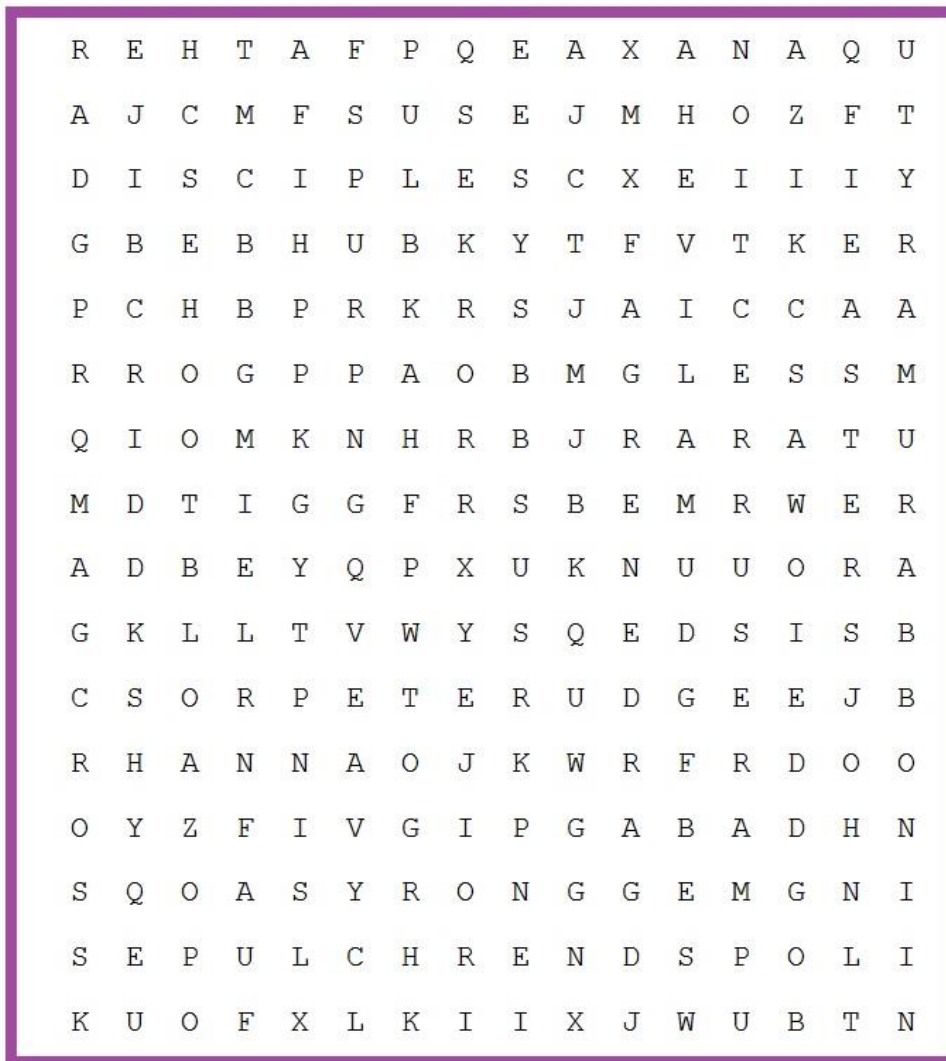 R E H T A F P Q E A X A N A Q U
A J C M F S U S E J M H O Z F T
D I S C I P L E S C X E I I I Y
G B E B H U B K Y T F V T K E R
P C H B P R K R S J A I C C A A
R R O G P P A O B M G L E S S M
Q I O M K N H R B J R A R A T U
M D T I G G F R S B E M R W E R
A D B E Y Q P X U K N U U O R A
G K L L T V W Y S Q E D S I S B
C S O R P E T E R U D G E E J B
R H A N N A O J K W R F R D O O
O Y Z F I V G I P G A B A D H N
S Q O A S Y R O N G G E M G N I
S E P U L C H R E N D S P O L I
K U O F X L K I I X J W U B T N